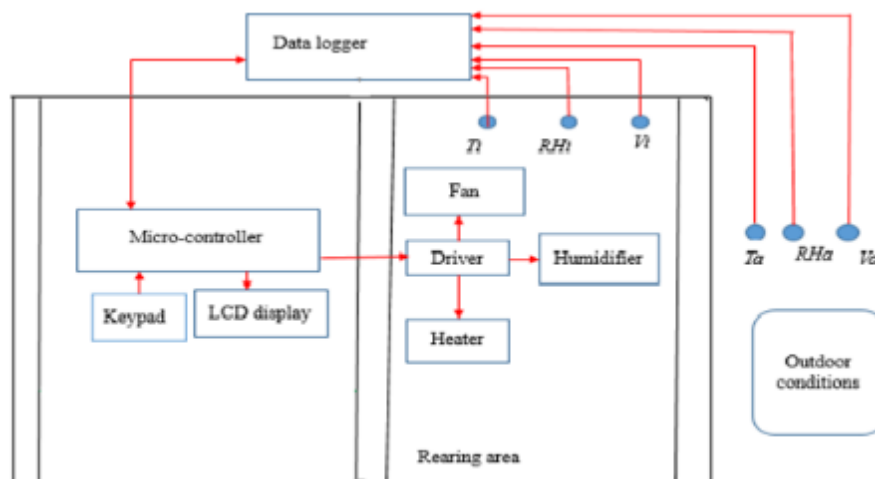 Data logger
Ti
RHi
Vi
Fan
Micro-controller
Driver
Humidifier
Ta
RHa
Va
Keypad
LCD display
Heater
Outdoor
conditions
Rearing area